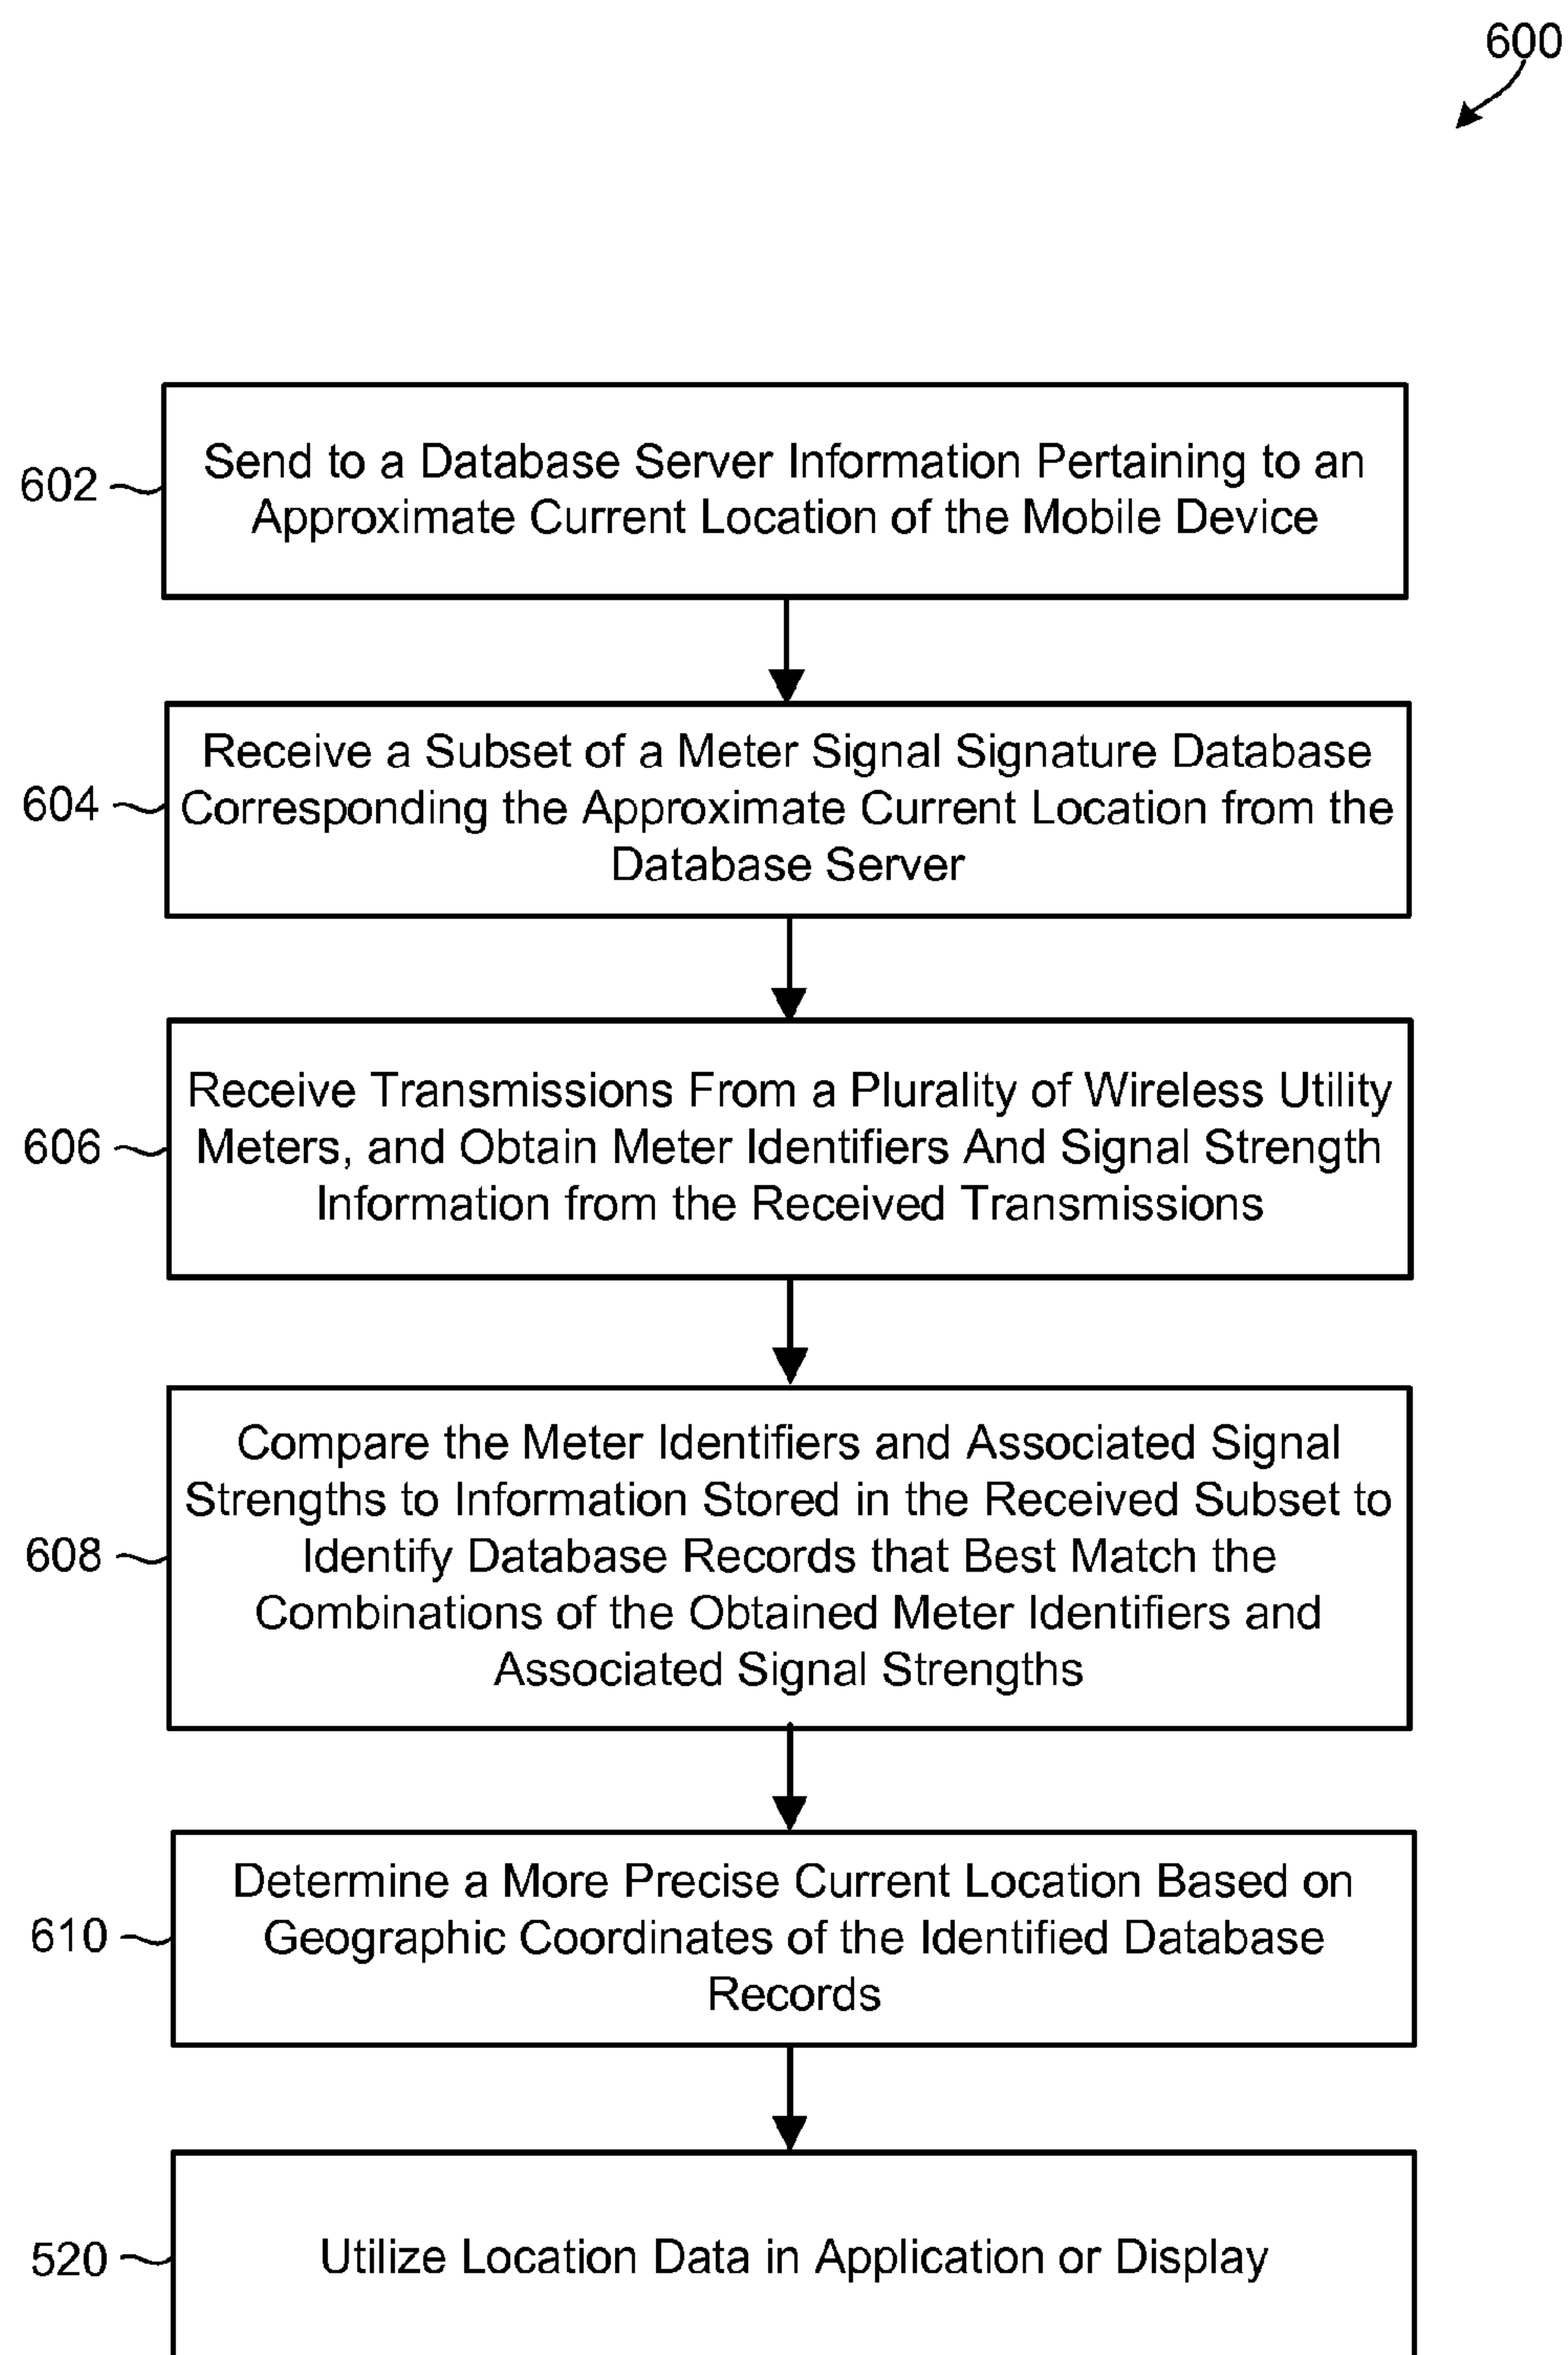 600
602
Send to a Database Server Information Pertaining to an
Approximate Current Location of the Mobile Device
604
Receive a Subset of a Meter Signal Signature Database
Corresponding the Approximate Current Location from the
Database Server
606
Receive Transmissions From a Plurality of Wireless Utility
Meters, and Obtain Meter Identifiers And Signal Strength
Information from the Received Transmissions
608
Compare the Meter Identifiers and Associated Signal
Strengths to Information Stored in the Received Subset to
Identify Database Records that Best Match the
Combinations of the Obtained Meter Identifiers and
Associated Signal Strengths
610
Determine a More Precise Current Location Based on
Geographic Coordinates of the Identified Database
Records
520
Utilize Location Data in Application or Display